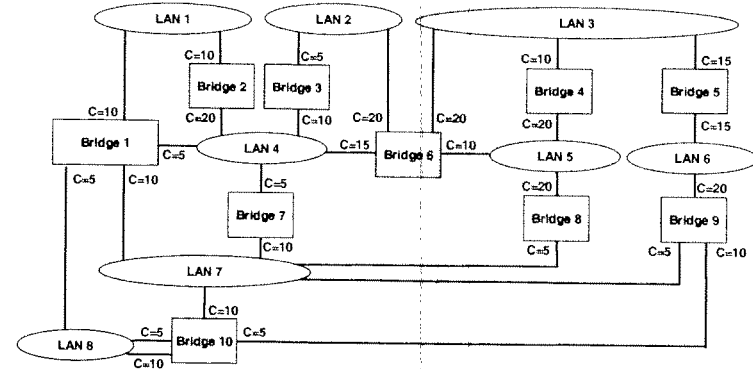 LAN 1
LAN 2
LAN 3
C=10
C=5
C=10
C=15
Bridge 2
Bridge 3
Bridge 4
Bridge 5
C=10
C=20
C=10
C=20
C=20
C=20
C=15
Bridge 1
C=5
LAN 4
C=15
Bridge 6
C=10
LAN 5
LAN 6
C=5
C=10
C=5
C=20
C=20
Bridge 7
Bridge 8
Bridge 9
C=10
C=5
C=5
C=10
LAN 7
C=10
LAN 8
C=5
Bridge 10
C=5
C=10